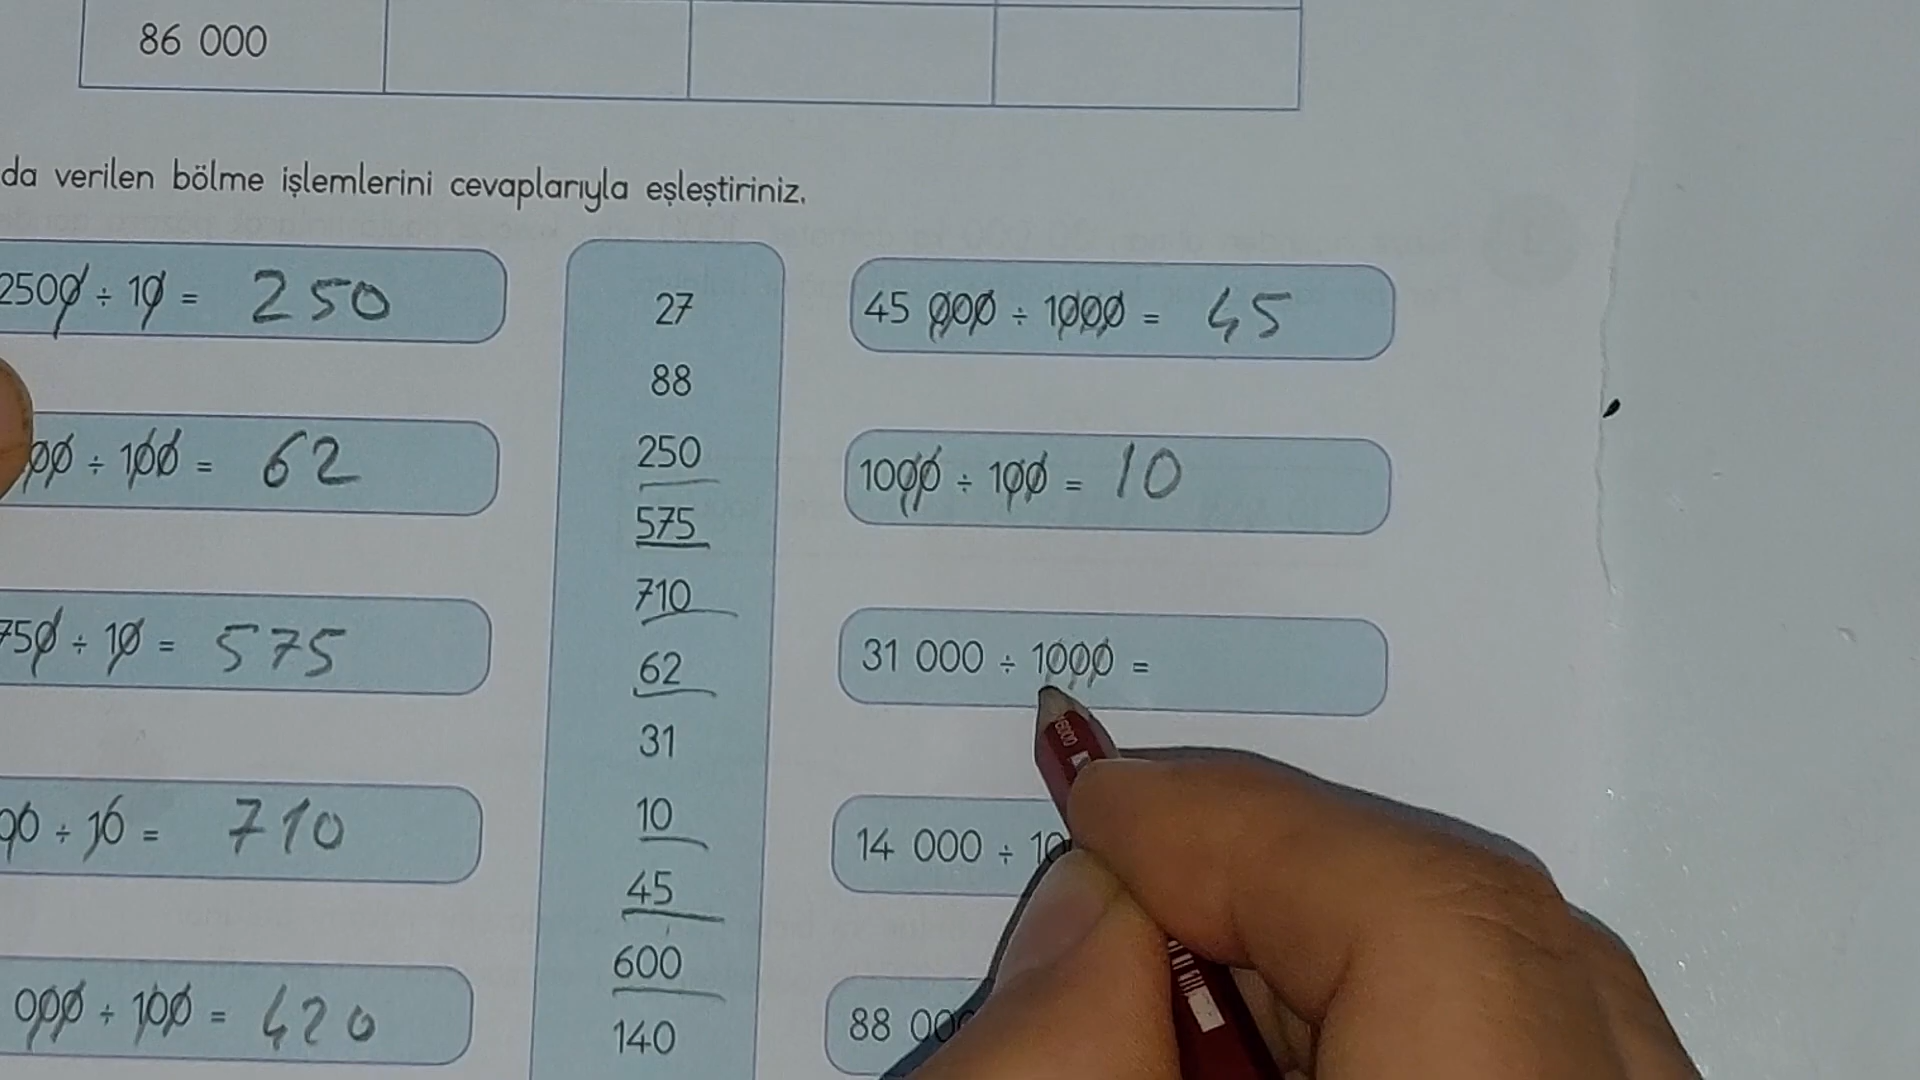 86 000
da verilen bölme işlemlerini cevaplarıyla eşleştiriniz.
2500 ÷ 10 = 250
00 ÷ 100 = 62
750 ÷ 10 = 575
00 ÷ 10 = 710
000 ÷ 100 = 420
27
88
250
575
710
62
31
10
45
600
140
45 000 ÷ 1000 = 45
1000 ÷ 100 = 10
31 000 ÷ 1000 =
14 000 ÷ 10
88 000